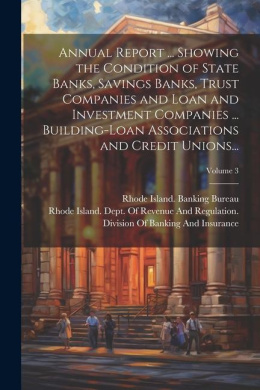 Annual Report ... Showing
the Condition of State
Banks, Savings Banks, Trust
Companies and Loan and
Investment Companies ...
Building-Loan Associations
and Credit Unions...
Volume 3
Rhode Island. Banking Bureau
Rhode Island. Dept. Of Revenue And Regulation.
Division Of Banking And Insurance